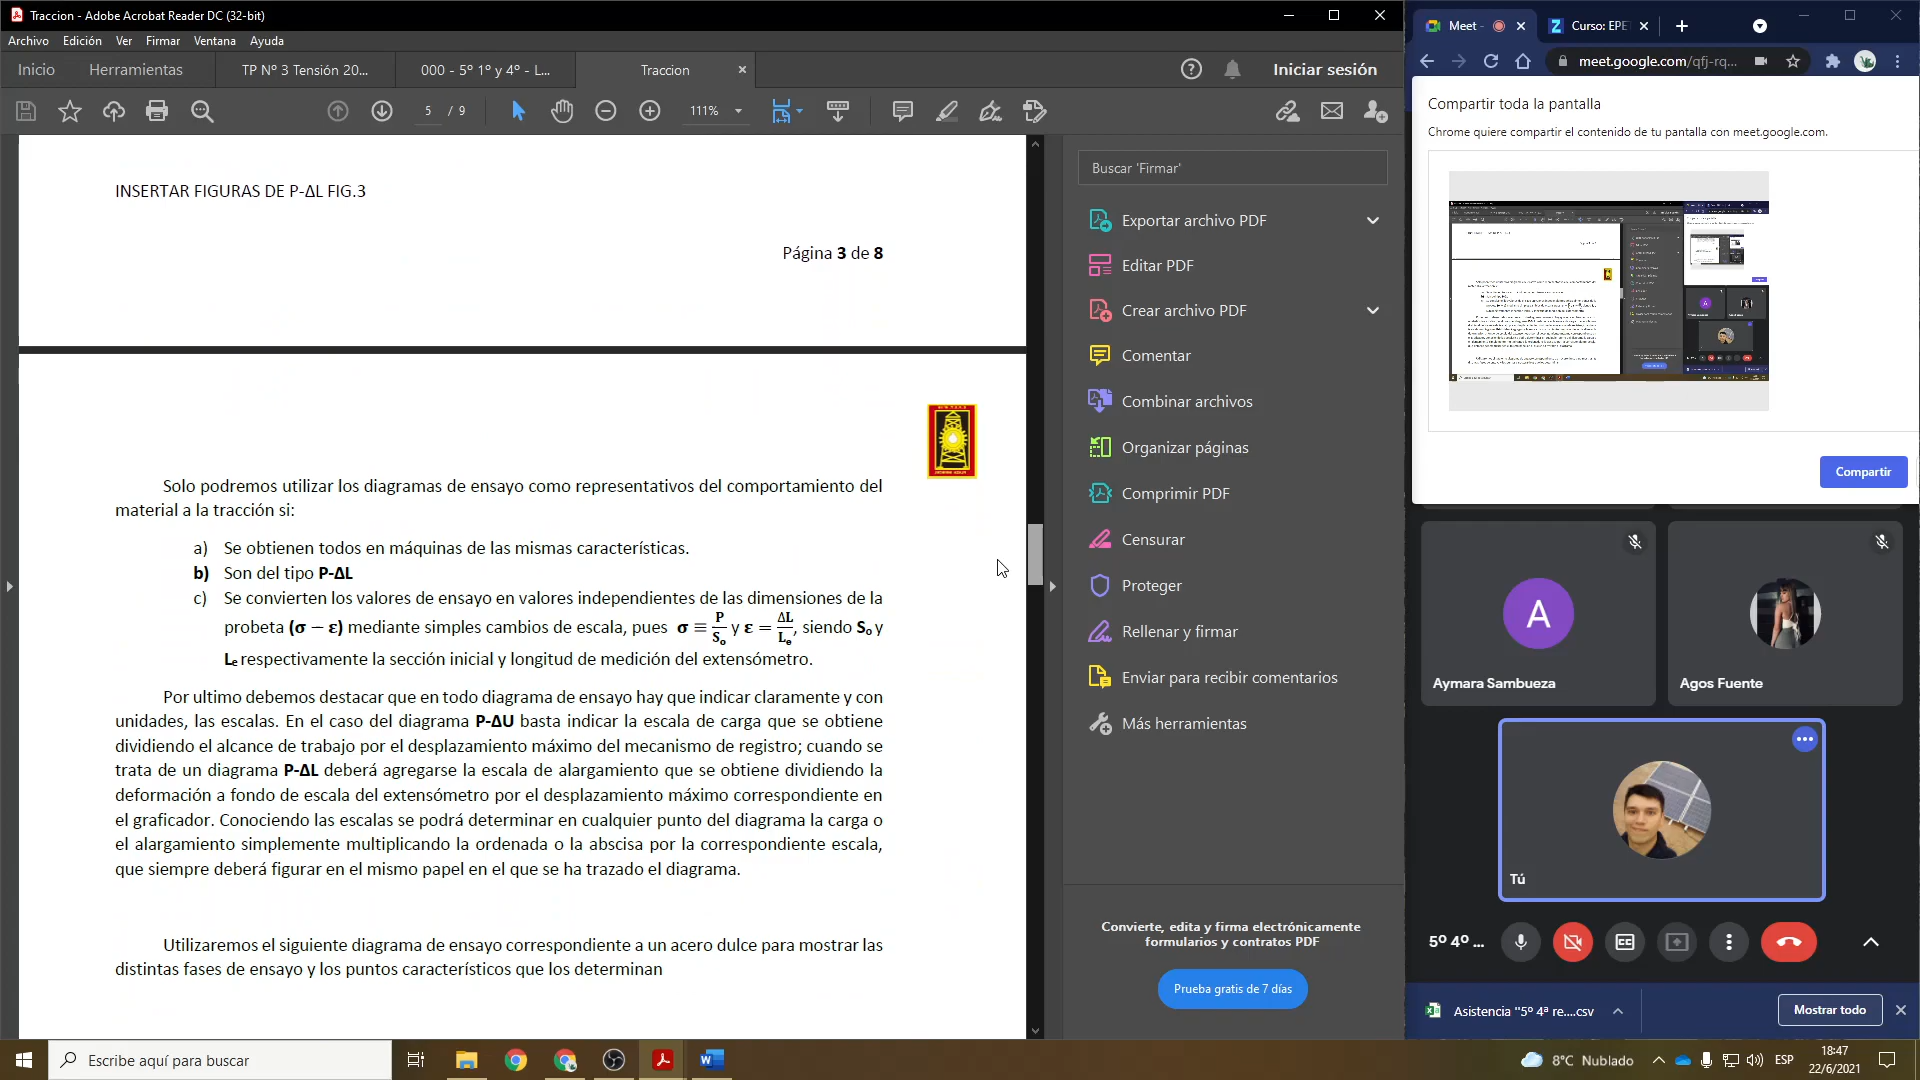 Traccion - Adobe Acrobat Reader DC (32-bit)
Archivo Edición Ver Firmar Ventana Ayuda
Inicio Herramientas TP Nº 3 Tensión 20... 000 - 5º 1º y 4º - L... Traccion Iniciar sesión
5 / 9 111%
INSERTAR FIGURAS DE P-ΔL FIG.3
Página 3 de 8
Solo podremos utilizar los diagramas de ensayo como representativos del comportamiento del
material a la tracción si:
a) Se obtienen todos en máquinas de las mismas características.
b) Son del tipo P-ΔL
c) Se convierten los valores de ensayo en valores independientes de las dimensiones de la
probeta (σ − ε) mediante simples cambios de escala, pues σ ≡ P/So y ε = ΔL/Le, siendo So y
Le respectivamente la sección inicial y longitud de medición del extensómetro.
Por ultimo debemos destacar que en todo diagrama de ensayo hay que indicar claramente y con
unidades, las escalas. En el caso del diagrama P-ΔU basta indicar la escala de carga que se obtiene
dividiendo el alcance de trabajo por el desplazamiento máximo del mecanismo de registro; cuando se
trata de un diagrama P-ΔL deberá agregarse la escala de alargamiento que se obtiene dividiendo la
deformación a fondo de escala del extensómetro por el desplazamiento máximo correspondiente en
el graficador. Conociendo las escalas se podrá determinar en cualquier punto del diagrama la carga o
el alargamiento simplemente multiplicando la ordenada o la abscisa por la correspondiente escala,
que siempre deberá figurar en el mismo papel en el que se ha trazado el diagrama.
Utilizaremos el siguiente diagrama de ensayo correspondiente a un acero dulce para mostrar las
distintas fases de ensayo y los puntos característicos que los determinan
Buscar 'Firmar'
Exportar archivo PDF
Editar PDF
Crear archivo PDF
Comentar
Combinar archivos
Organizar páginas
Comprimir PDF
Censurar
Proteger
Rellenar y firmar
Enviar para recibir comentarios
Más herramientas
Convierte, edita y firma electrónicamente
formularios y contratos PDF
Prueba gratis de 7 días
Meet - Curso: EPE
meet.google.com/qfj-rq...
Compartir toda la pantalla
Chrome quiere compartir el contenido de tu pantalla con meet.google.com.
Compartir
A
Aymara Sambueza
Agos Fuente
Tú
5º 4º ...
Asistencia "5º 4ª re....csv
Mostrar todo
Escribe aquí para buscar
8°C Nublado
ESP
18:47
22/6/2021